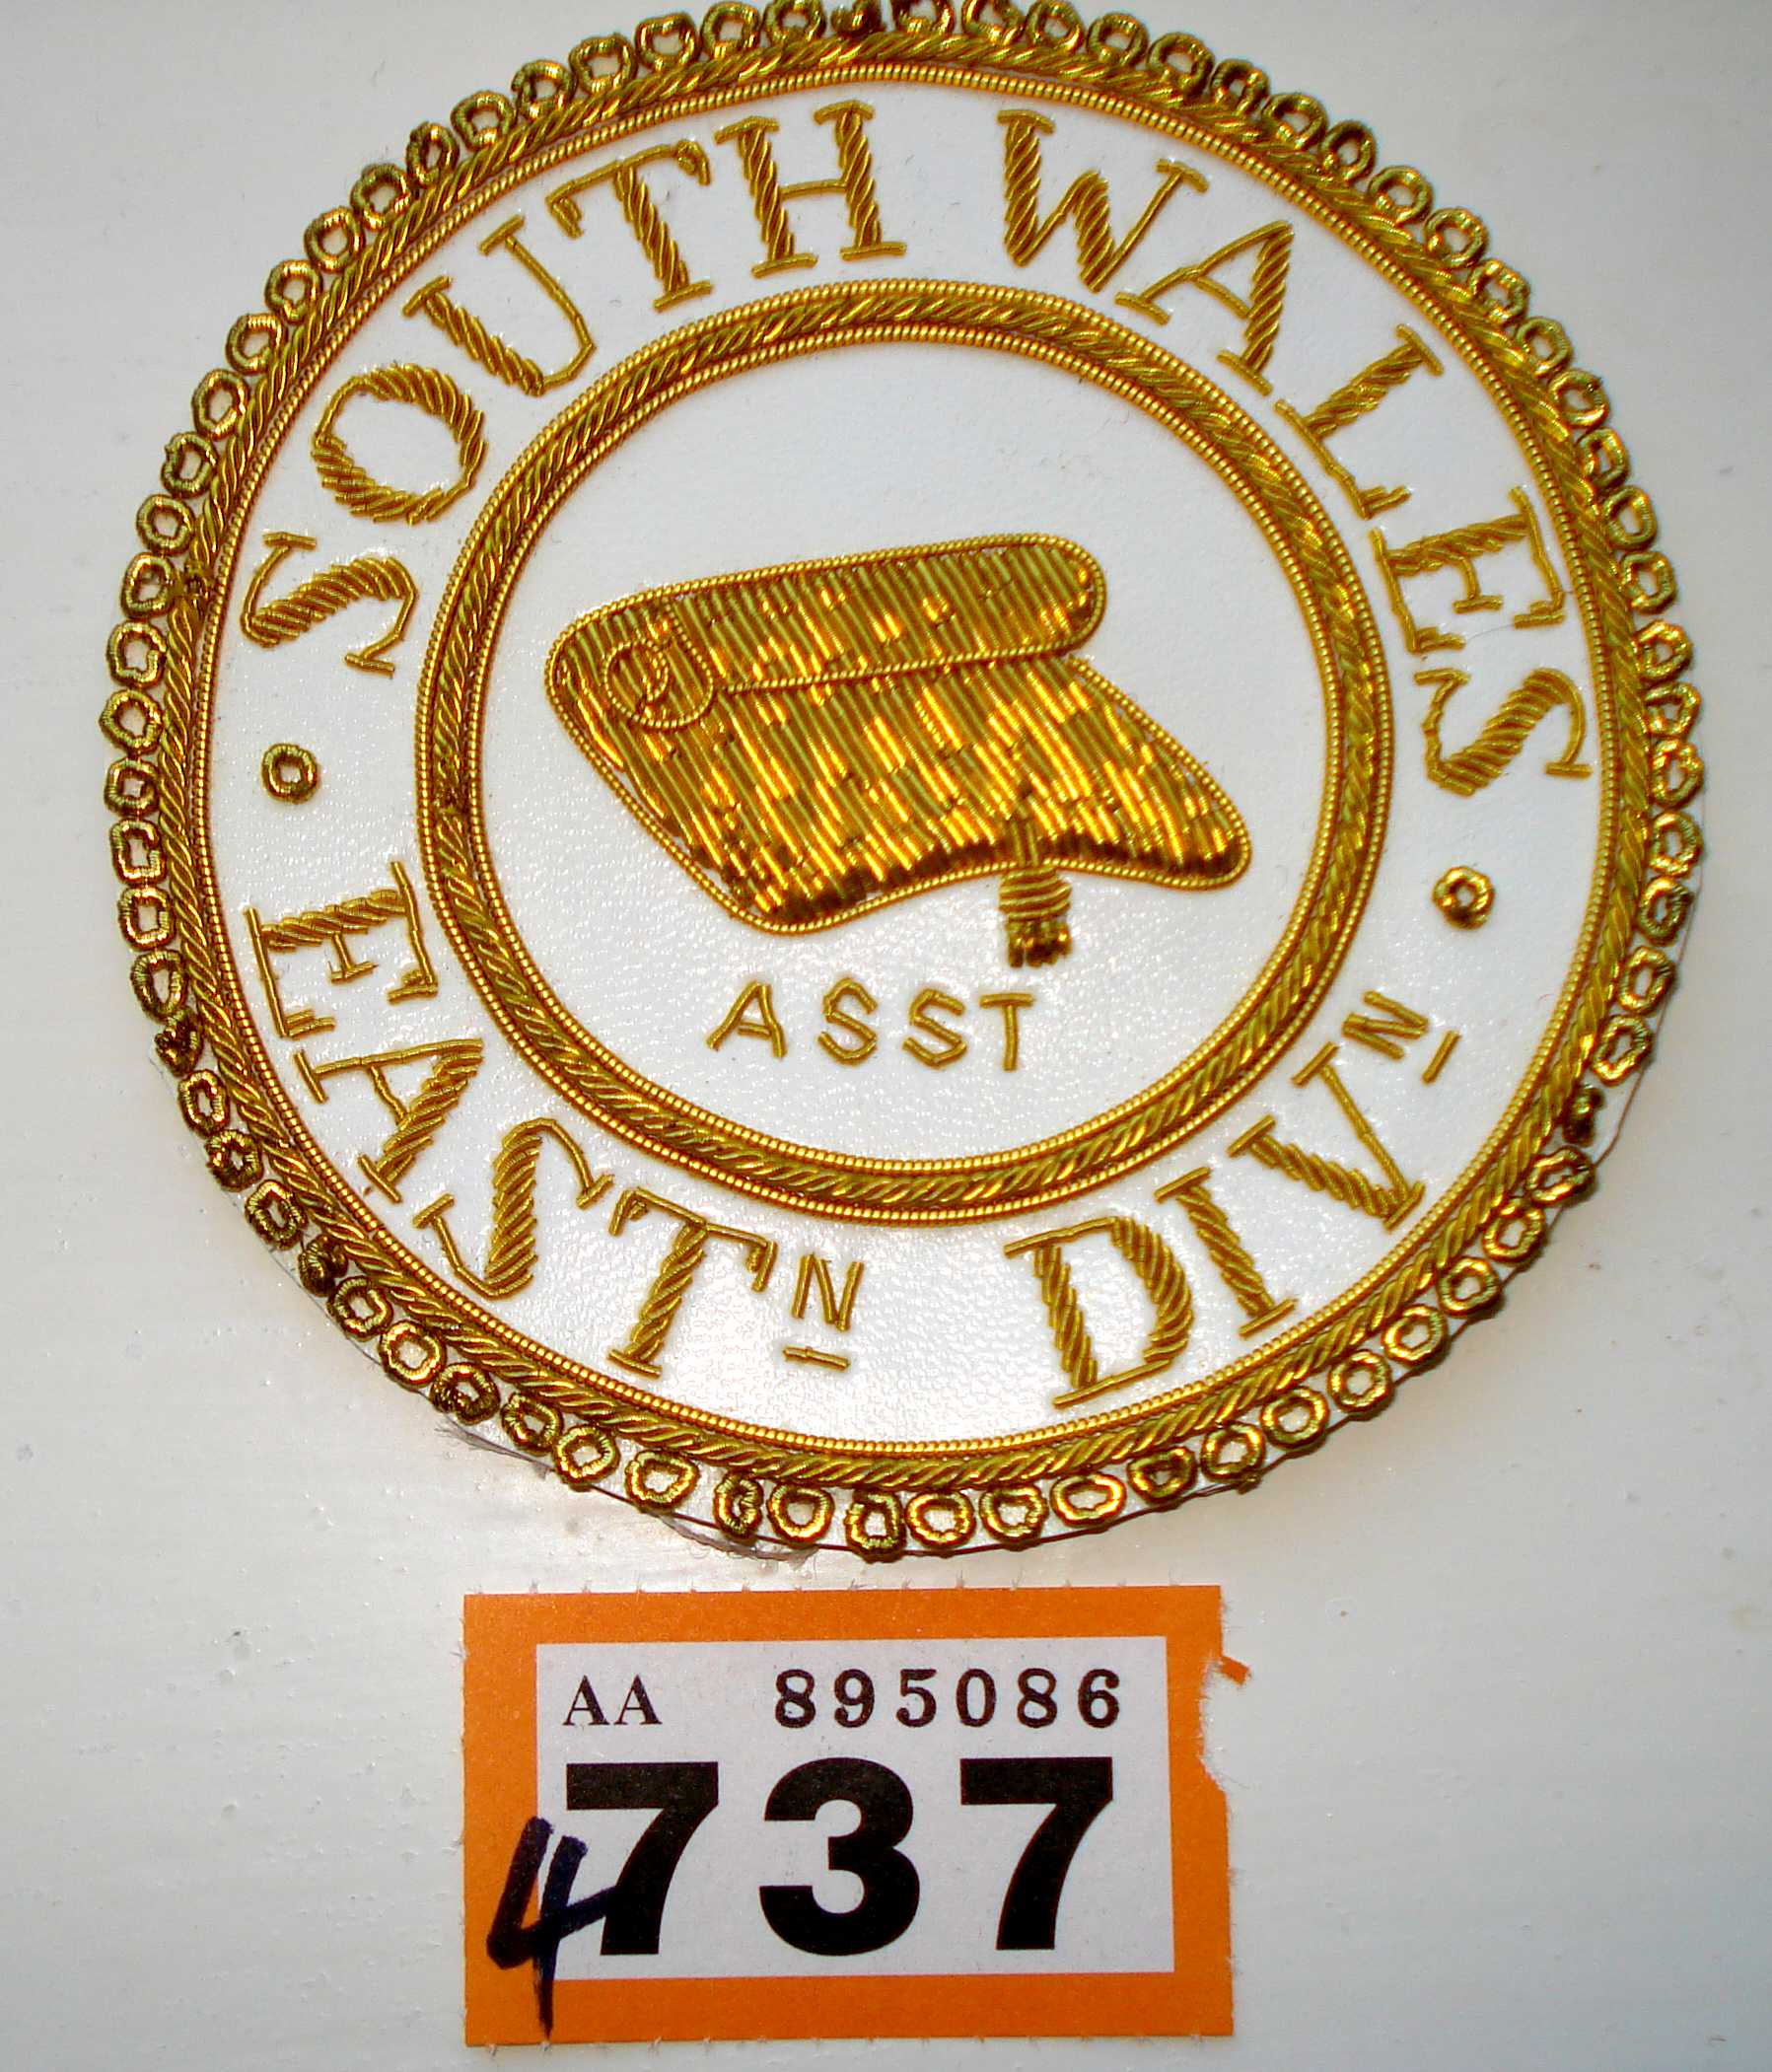 SOUTH WALES
ASST
EASTN DIVN
AA 895086
4737